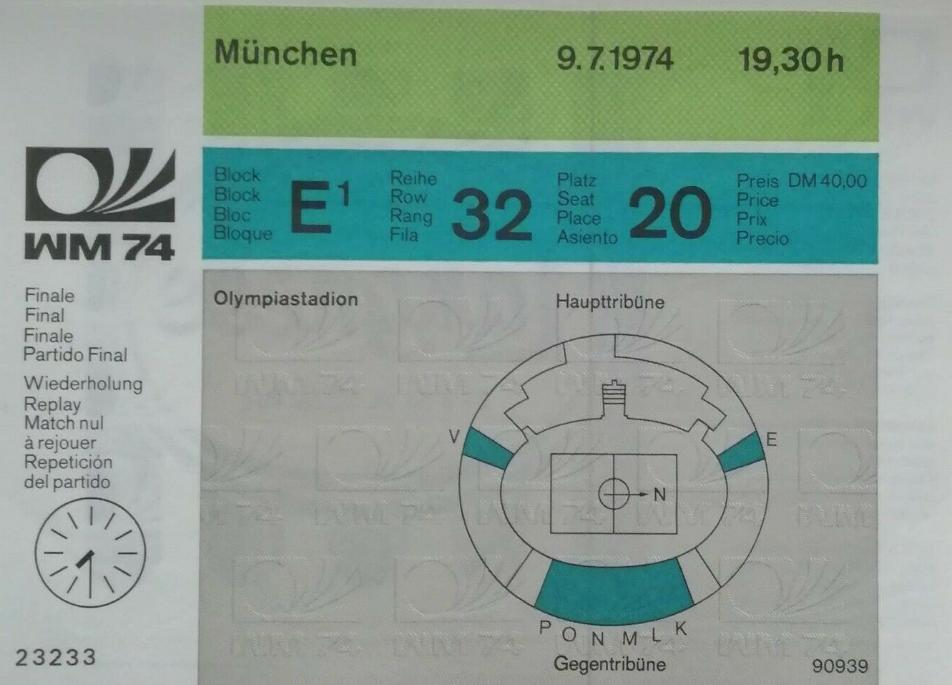 München 9.7.1974 19,30 h
WM 74
Block
Block
Bloc
Bloque
E1
Reihe
Row
Rang
Fila
32
Platz
Seat
Place
Asiento
20
Preis DM 40,00
Price
Prix
Precio
Finale
Final
Finale
Partido Final
Wiederholung
Replay
Match nul
à rejouer
Repetición
del partido
23233
Olympiastadion
Haupttribüne
V
E
N
P O N M L K
Gegentribüne
90939